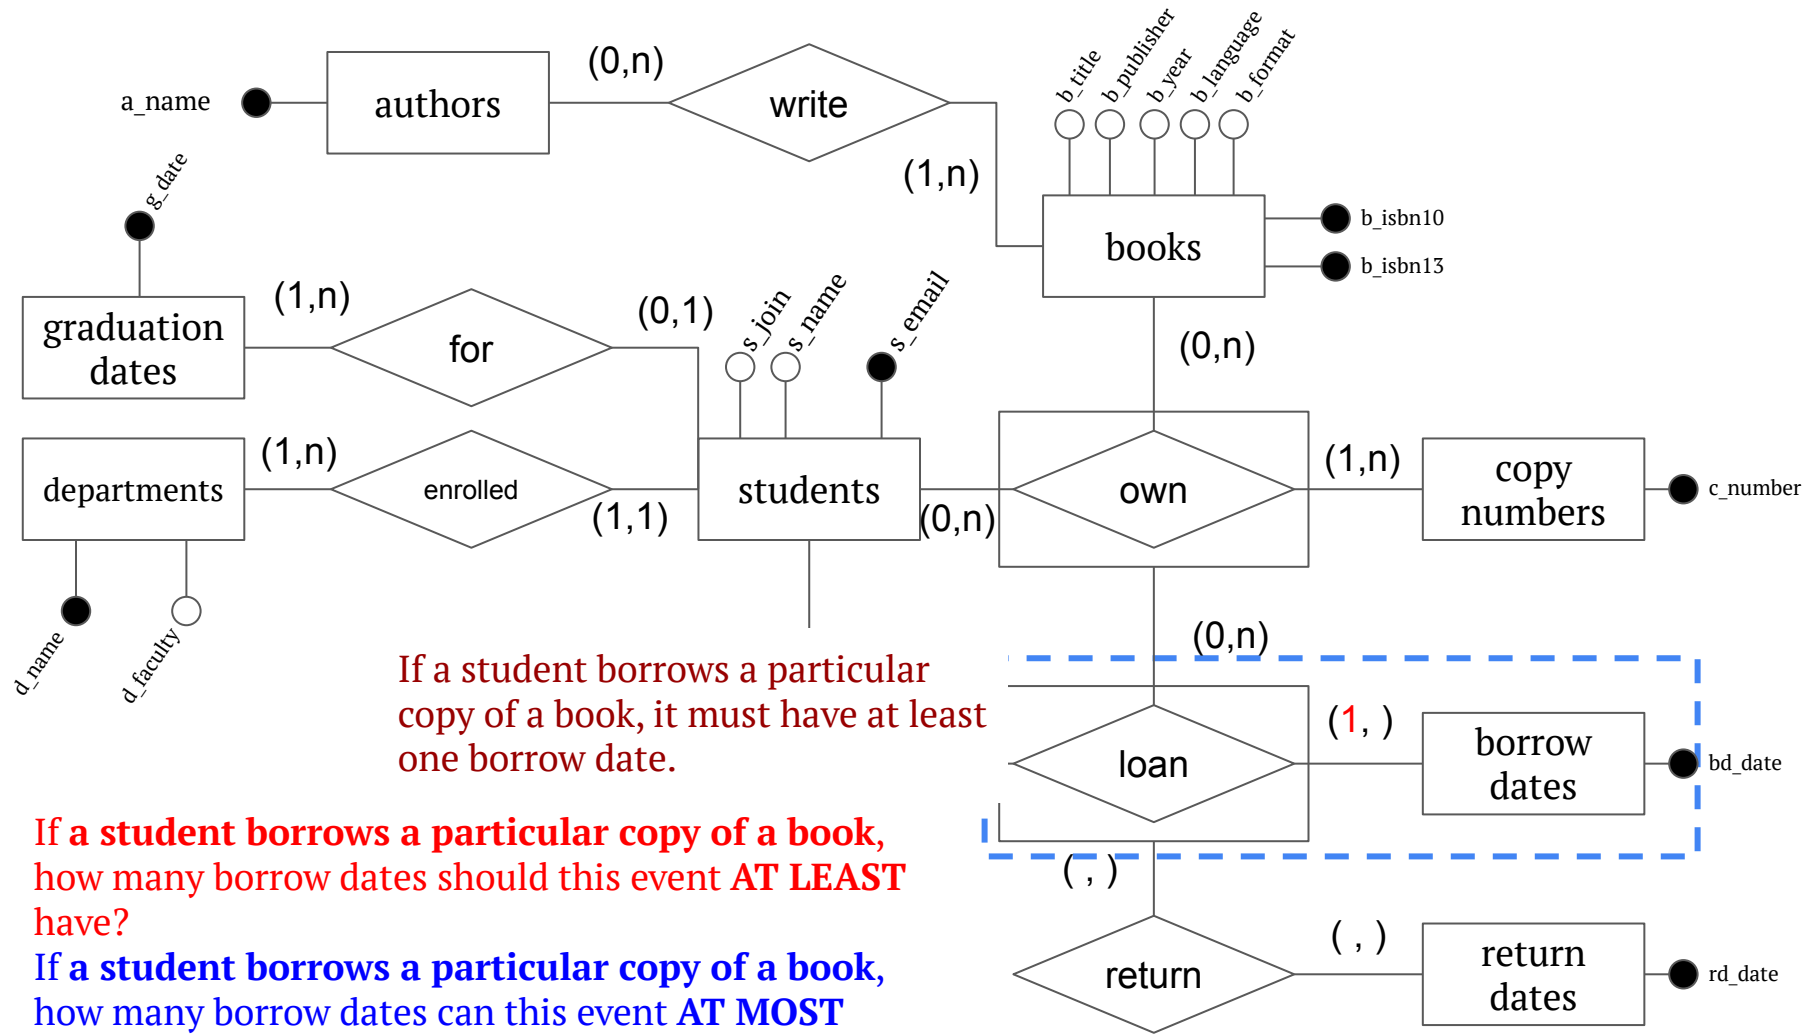 b_title
b_publisher
b_year
b_language
b_format
a_name
authors
(0,n)
write
(1,n)
g_date
books
b_isbn10
b_isbn13
graduation
dates
(1,n)
for
(0,1)
s_join
s_name
s_email
(0,n)
departments
(1,n)
enrolled
(1,1)
students
(0,n)
own
(1,n)
copy
numbers
c_number
d_name
d_faculty
(0,n)
If a student borrows a particular
copy of a book, it must have at least
one borrow date.
loan
(1, )
borrow
dates
bd_date
If a student borrows a particular copy of a book,
how many borrow dates should this event AT LEAST
have?
If a student borrows a particular copy of a book,
how many borrow dates can this event AT MOST
( , )
return
( , )
return
dates
rd_date